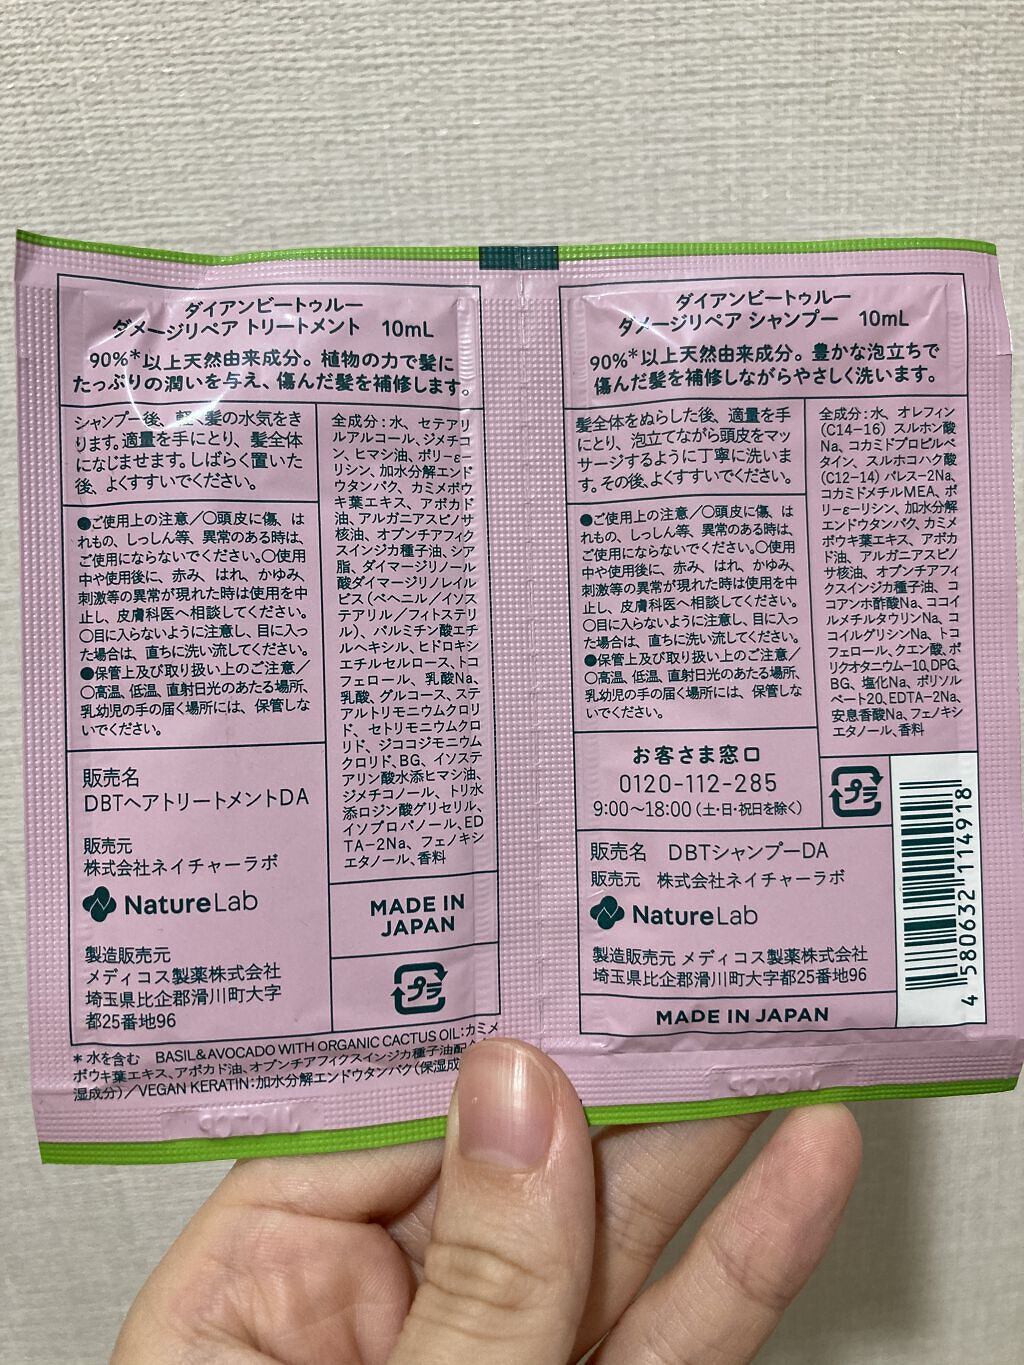 ダイアンビートゥルー
ダメージリペア トリートメント 10mL
90%*以上天然由来成分。植物の力で髪に
たっぷりの潤いを与え、傷んだ髪を補修します。
シャンプー後、軽く髪の水気をき
ります。適量を手にとり、髪全体
になじませます。しばらく置いた
後、よくすすいでください。
●ご使用上の注意/○頭皮に傷、は
れもの、しっしん等、異常のある時は、
ご使用にならないでください。○使用
中や使用後に、赤み、はれ、かゆみ、
刺激等の異常が現れた時は使用を中
止し、皮膚科医へ相談してください。
○目に入らないように注意し、目に入っ
た場合は、直ちに洗い流してください。
●保管上及び取り扱い上のご注意/
○高温、低温、直射日光のあたる場所、
乳幼児の手の届く場所には、保管しな
いでください。
販売名
DBTヘアトリートメントDA
販売元
株式会社ネイチャーラボ
NatureLab
製造販売元
メディコス製薬株式会社
埼玉県比企郡滑川町大字
都25番地96
全成分:水、セテアリ
ルアルコール、ジメチコ
ン、ヒマシ油、ポリ-ε-
リシン、加水分解エンド
ウタンパク、カミメボウ
キ葉エキス、アボカド
油、アルガニアスピノサ
核油、オプンチアフィク
スインジカ種子油、シア
脂、ダイマージリノール
酸ダイマージリノレイル
ビス(ベヘニル/イソス
テアリル/フィトステリ
ル)、パルミチン酸エチ
ルヘキシル、ヒドロキシ
エチルセルロース、トコ
フェロール、乳酸Na、
乳酸、グルコース、ステ
アルトリモニウムクロリ
ド、セトリモニウムクロ
リド、ジココジモニウム
クロリド、BG、イソステ
アリン酸水添ヒマシ油、
ジメチコノール、トリ水
添ロジン酸グリセリル、
イソプロパノール、ED
TA-2Na、フェノキシ
エタノール、香料
MADE IN
JAPAN
プラ
*水を含む BASIL&AVOCADO WITH ORGANIC CACTUS OIL:カミメ
ボウキ葉エキス、アボカド油、オプンチアフィクスインジカ種子油配合
湿成分)/VEGAN KERATIN:加水分解エンドウタンパク(保湿成
ダイアンビートゥルー
ダメージリペア シャンプー 10mL
90%*以上天然由来成分。豊かな泡立ちで
傷んだ髪を補修しながらやさしく洗います。
髪全体をぬらした後、適量を手
にとり、泡立てながら頭皮をマッ
サージするように丁寧に洗いま
す。その後、よくすすいでください。
●ご使用上の注意/○頭皮に傷、は
れもの、しっしん等、異常のある時は、
ご使用にならないでください。○使用
中や使用後に、赤み、はれ、かゆみ、
刺激等の異常が現れた時は使用を中
止し、皮膚科医へ相談してください。
○目に入らないように注意し、目に入っ
た場合は、直ちに洗い流してください。
●保管上及び取り扱い上のご注意/
○高温、低温、直射日光のあたる場所、
乳幼児の手の届く場所には、保管しな
いでください。
お客さま窓口
0120-112-285
9:00〜18:00(土・日・祝日を除く)
全成分:水、オレフィン
(C14-16)スルホン酸
Na、コカミドプロピルベ
タイン、スルホコハク酸
(C12-14)パレス-2Na、
コカミドメチルMEA、ポ
リ-ε-リシン、加水分解
エンドウタンパク、カミメ
ボウキ葉エキス、アボカ
ド油、アルガニアスピノ
サ核油、オプンチアフィ
クスインジカ種子油、コ
コアンホ酢酸Na、ココイ
ルメチルタウリンNa、コ
コイルグリシンNa、トコ
フェロール、クエン酸、ポ
リクオタニウム-10、DPG、
BG、塩化Na、ポリソル
ベート20、EDTA-2Na、
安息香酸Na、フェノキシ
エタノール、香料
プラ
販売名 DBTシャンプーDA
販売元 株式会社ネイチャーラボ
NatureLab
製造販売元 メディコス製薬株式会社
埼玉県比企郡滑川町大字都25番地96
MADE IN JAPAN
4 580632 114918